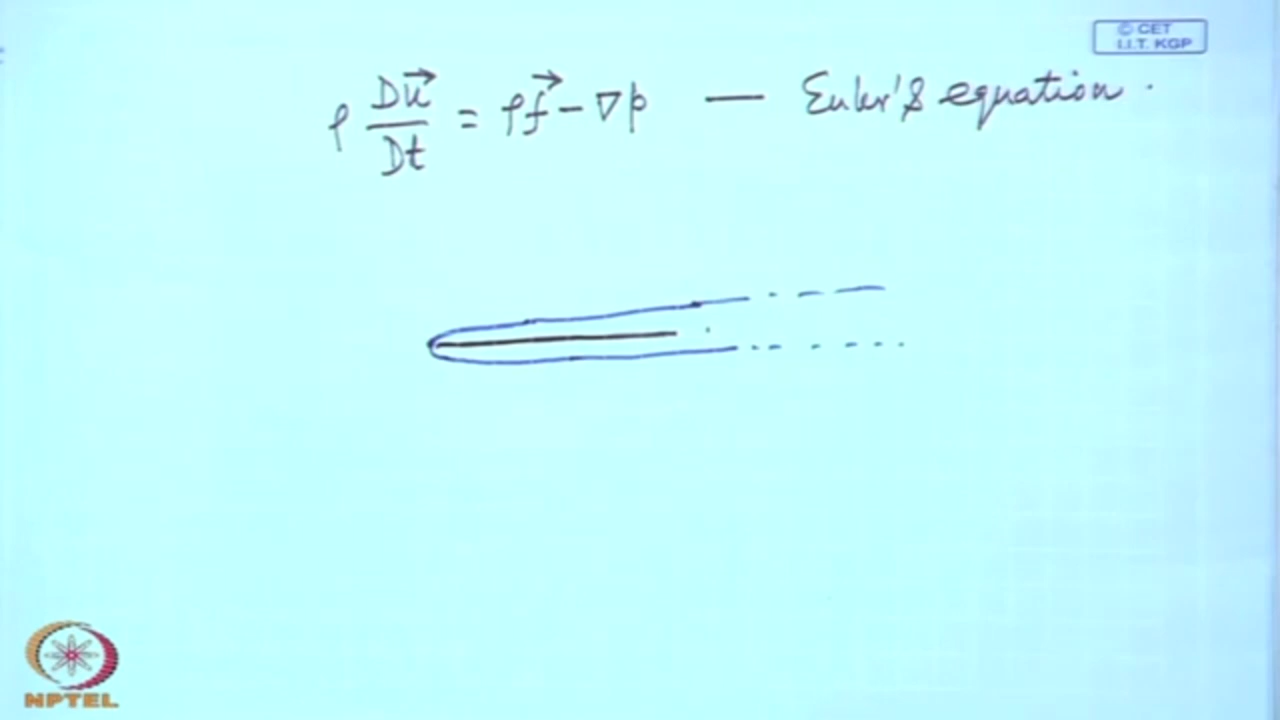 © CET
I.I.T. KGP
ρ Du⃗/Dt = ρf⃗ - ∇p — Euler's equation.
NPTEL